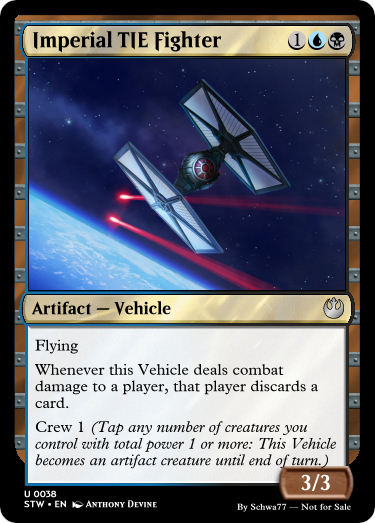 Imperial TIE Fighter 1
Artifact — Vehicle
Flying
Whenever this Vehicle deals combat
damage to a player, that player discards a
card.
Crew 1 (Tap any number of creatures you
control with total power 1 or more: This Vehicle
becomes an artifact creature until end of turn.)
3/3
U 0038
STW • EN Anthony Devine
By Schwa77 — Not for Sale